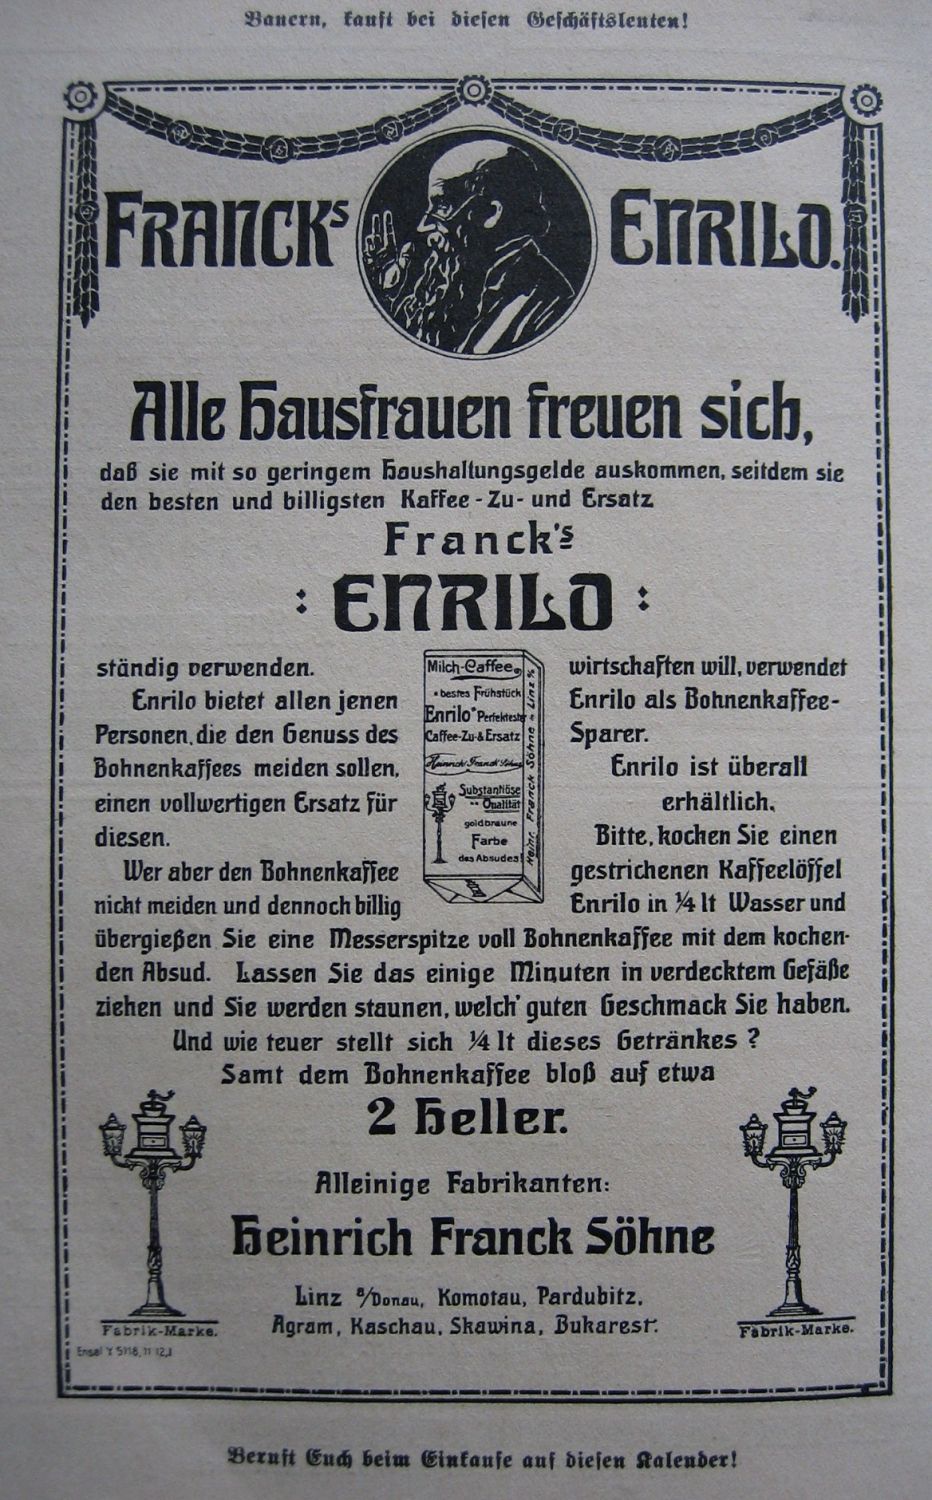 Bauern, kauft bei diesen Geschäftsleuten!
FRANCKS ENRILO.
Alle Hausfrauen freuen sich,
daß sie mit so geringem Haushaltungsgelde auskommen, seitdem sie
den besten und billigsten Kaffee-Zu- und Ersatz
Franck's
: ENRILO :
ständig verwenden.
Enrilo bietet allen jenen
Personen, die den Genuss des
Bohnenkaffees meiden sollen,
einen vollwertigen Ersatz für
diesen.
Wer aber den Bohnenkaffee
nicht meiden und dennoch billig
Milch-Caffee
bestes Frühstück
Enrilo Perfektester
Caffee-Zu & Ersatz
Heinrich Franck Söhne
Substantiöse
Qualität
goldbraune
Farbe
des Absudes!
Heinr. Franck Söhne Linz
wirtschaften will, verwendet
Enrilo als Bohnenkaffee-
Sparer.
Enrilo ist überall
erhältlich.
Bitte, kochen Sie einen
gestrichenen Kaffeelöffel
Enrilo in ¼ lt Wasser und
übergießen Sie eine Messerspitze voll Bohnenkaffee mit dem kochen-
den Absud. Lassen Sie das einige Minuten in verdecktem Gefäße
ziehen und Sie werden staunen, welch' guten Geschmack Sie haben.
Und wie teuer stellt sich ¼ lt dieses Getränkes ?
Samt dem Bohnenkaffee bloß auf etwa
2 Heller.
Alleinige Fabrikanten:
Heinrich Franck Söhne
Linz a/Donau, Komotau, Pardubitz,
Agram, Kaschau, Skawina, Bukarest.
Fabrik-Marke.
Fabrik-Marke.
Beruft Euch beim Einkaufe auf diesen Kalender!